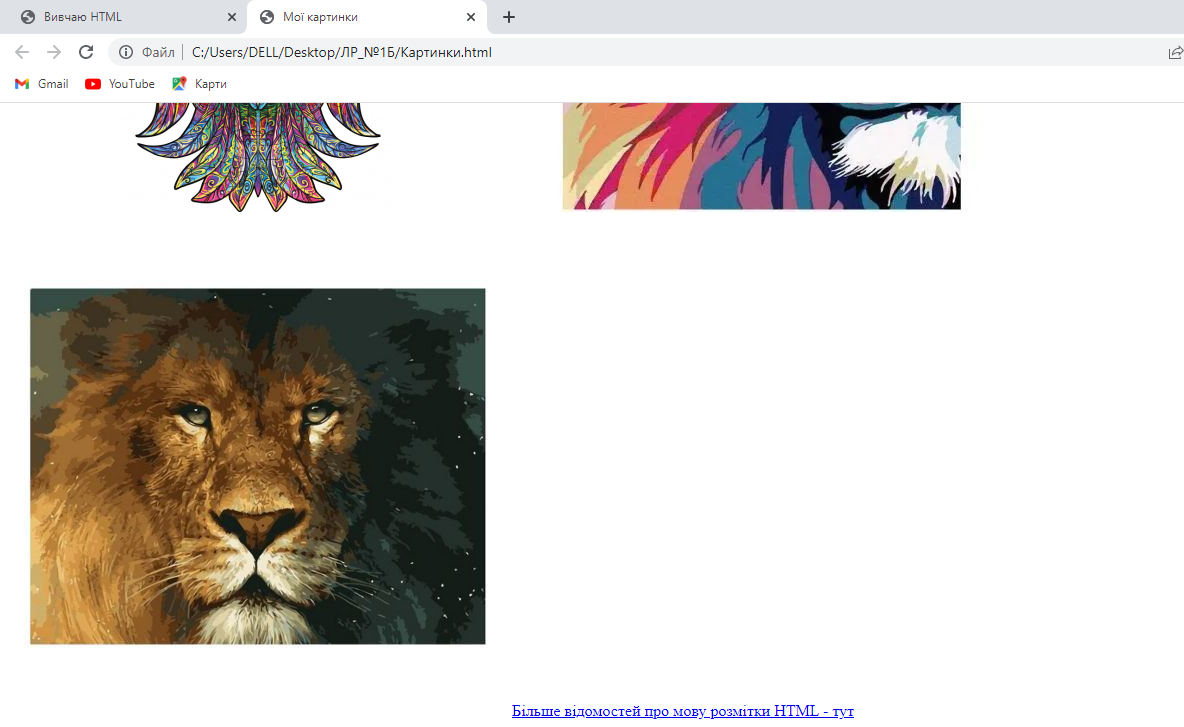 Вивчаю HTML
Мої картинки
Файл | C:/Users/DELL/Desktop/ЛР_№1Б/Картинки.html
Gmail YouTube Карти
Більше відомостей про мову розмітки HTML - тут